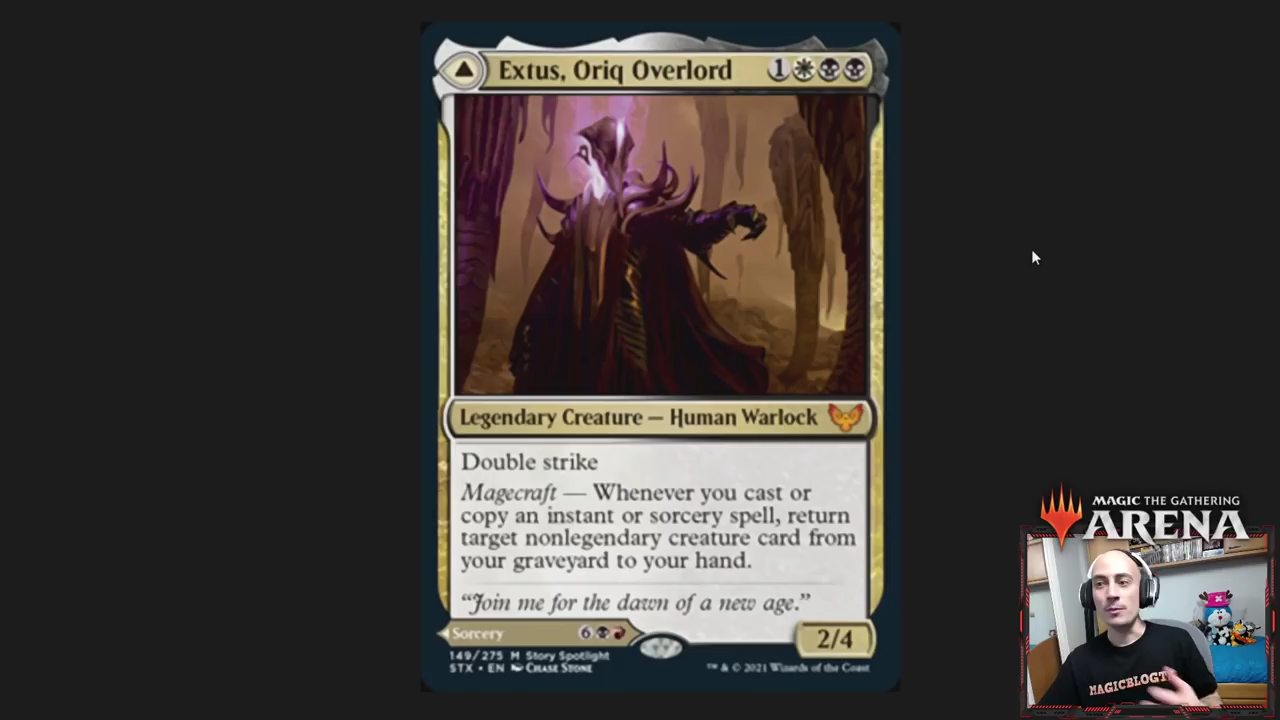 Extus, Oriq Overlord 1
Legendary Creature — Human Warlock
Double strike
Magecraft — Whenever you cast or
copy an instant or sorcery spell, return
target nonlegendary creature card from
your graveyard to your hand.
“Join me for the dawn of a new age.”
Sorcery 6
2/4
149/275 M Story Spotlight
STX • EN CHASE STONE
™ & © 2021 Wizards of the Coast
MAGIC THE GATHERING
ARENA
MAGICBLOGT